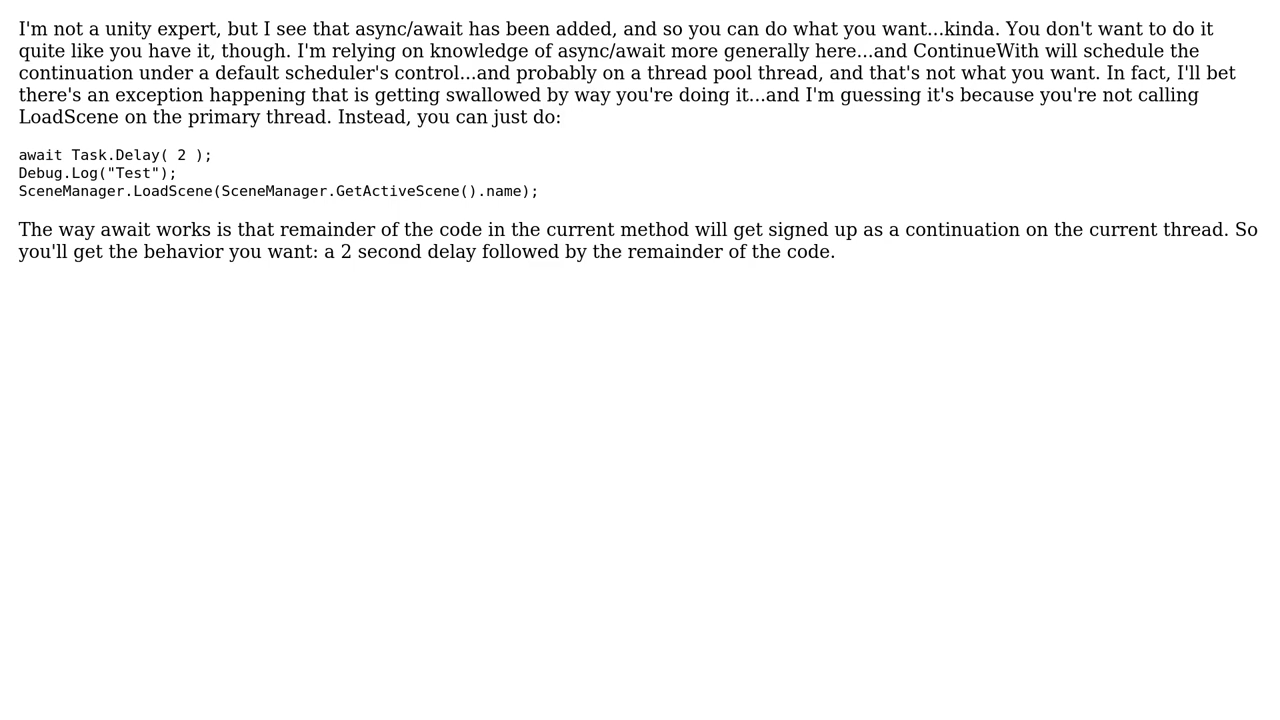 I'm not a unity expert, but I see that async/await has been added, and so you can do what you want...kinda. You don't want to do it
quite like you have it, though. I'm relying on knowledge of async/await more generally here...and ContinueWith will schedule the
continuation under a default scheduler's control...and probably on a thread pool thread, and that's not what you want. In fact, I'll bet
there's an exception happening that is getting swallowed by way you're doing it...and I'm guessing it's because you're not calling
LoadScene on the primary thread. Instead, you can just do:
await Task.Delay( 2 );
Debug.Log("Test");
SceneManager.LoadScene(SceneManager.GetActiveScene().name);
The way await works is that remainder of the code in the current method will get signed up as a continuation on the current thread. So
you'll get the behavior you want: a 2 second delay followed by the remainder of the code.